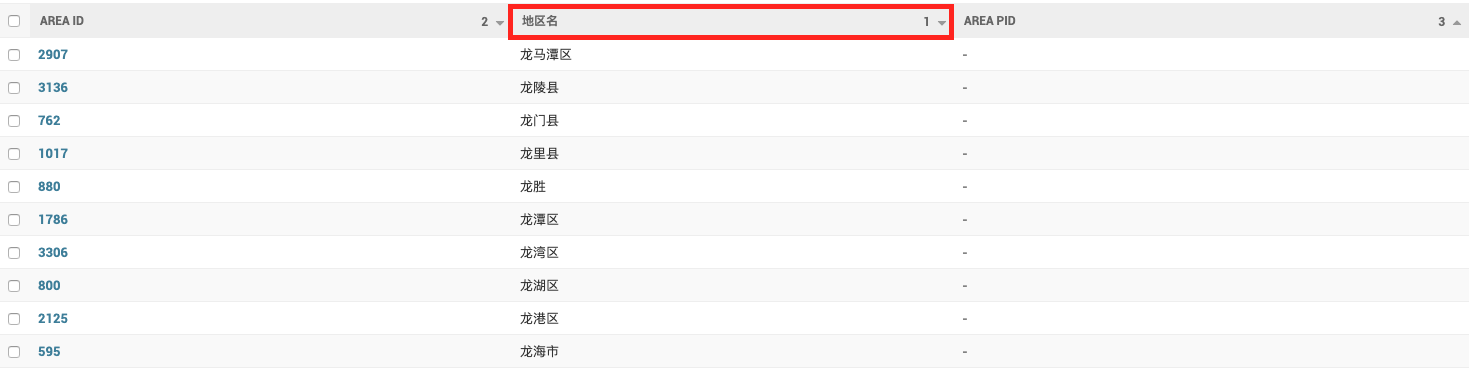 AREA ID 2 地区名 1 AREA PID 3
2907 龙马潭区 -
3136 龙陵县 -
762 龙门县 -
1017 龙里县 -
880 龙胜 -
1786 龙潭区 -
3306 龙湾区 -
800 龙湖区 -
2125 龙港区 -
595 龙海市 -